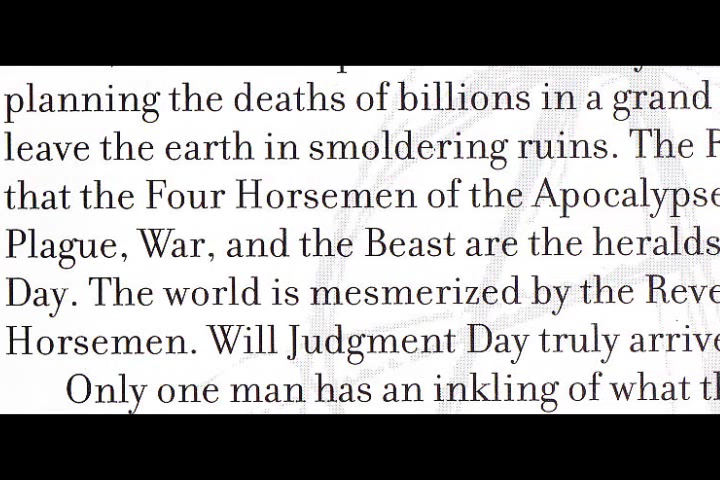 planning the deaths of billions in a grand
leave the earth in smoldering ruins. The
that the Four Horsemen of the Apocalypse
Plague, War, and the Beast are the heralds
Day. The world is mesmerized by the Reve
Horsemen. Will Judgment Day truly arrive
Only one man has an inkling of what